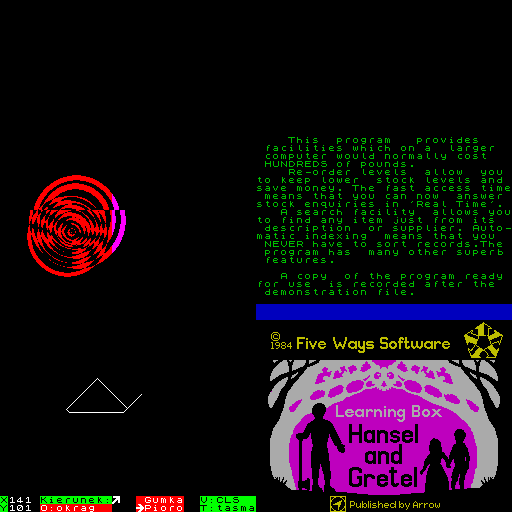 This program provides
facilities which on a larger
computer would normally cost
HUNDREDS of pounds.
Re-order levels allow you
to keep lower stock levels and
save money. The fast access time
means that you can now answer
stock enquiries in 'Real Time'.
A search facility allows you
to find any item just from its
description or supplier. Auto-
matic indexing means that you
NEVER have to sort records.The
program has many other superb
features.
A copy of the program ready
for use is recorded after the
demonstration file.
© 1984 Five Ways Software
Learning Box
Hansel
and
Gretel
Published by Arrow
X141 Kierunek: Gumka U:CLS
Y101 O:okrag Pioro T:tasma